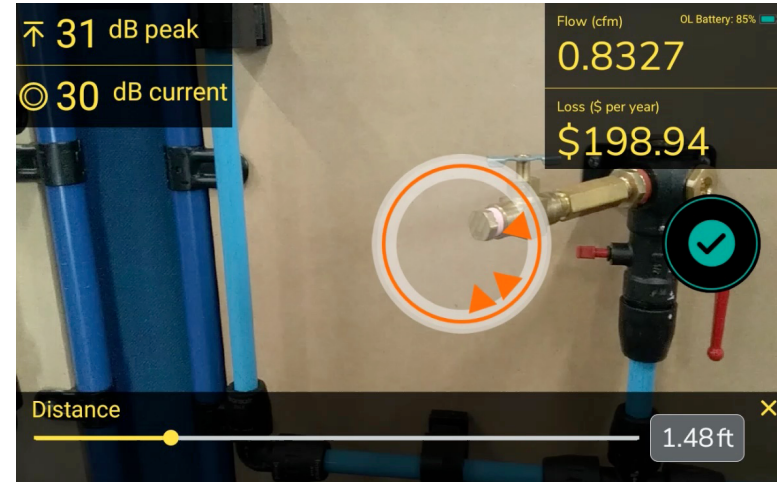 31 dB peak
30 dB current
Flow (cfm)
OL Battery: 85%
0.8327
Loss ($ per year)
$198.94
Distance
1.48 ft